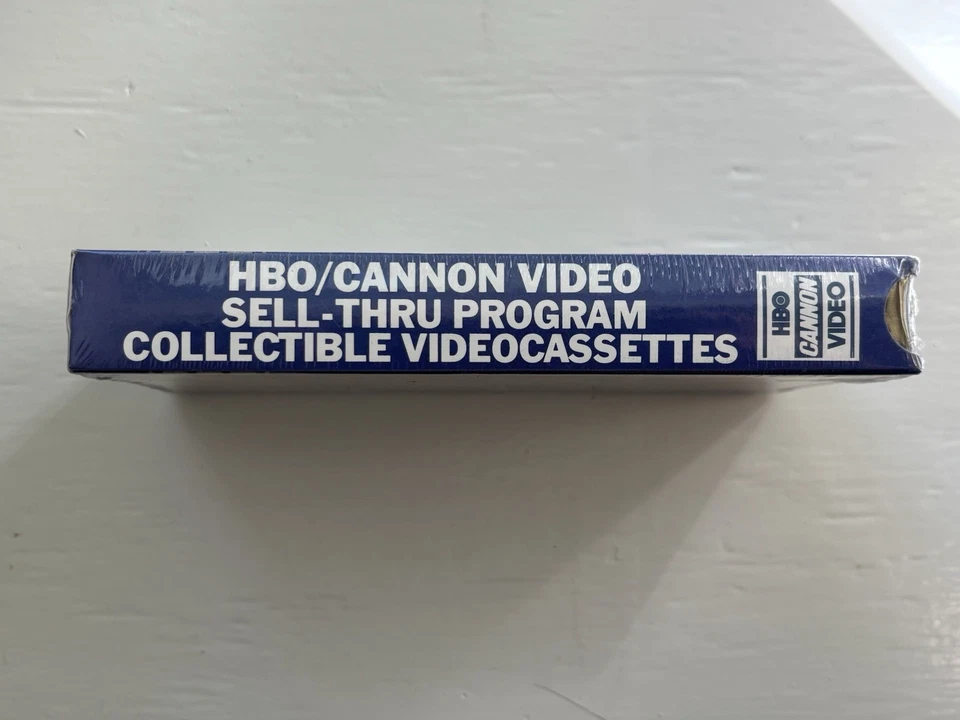 HBO/CANNON VIDEO
SELL-THRU PROGRAM
COLLECTIBLE VIDEOCASSETTES
HBO
CANNON
VIDEO